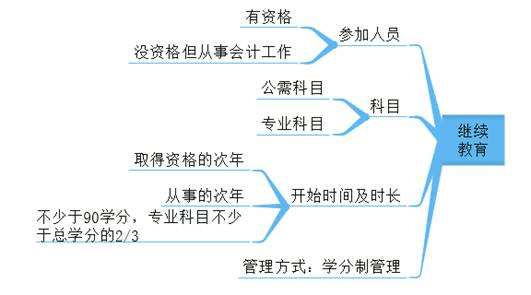 有资格
参加人员
没资格但从事会计工作
公需科目
科目
专业科目
继续
教育
取得资格的次年
从事的次年
开始时间及时长
不少于90学分，专业科目不少
于总学分的2/3
管理方式：学分制管理